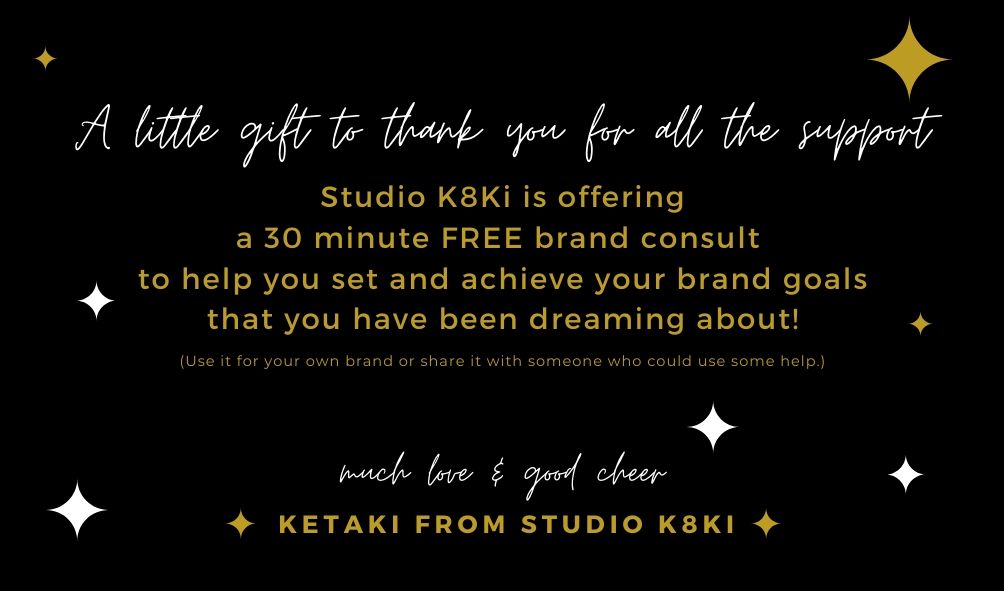 A little gift to thank you for all the support
Studio K8Ki is offering
a 30 minute FREE brand consult
to help you set and achieve your brand goals
that you have been dreaming about!
(Use it for your own brand or share it with someone who could use some help.)
much love & good cheer
KETAKI FROM STUDIO K8KI